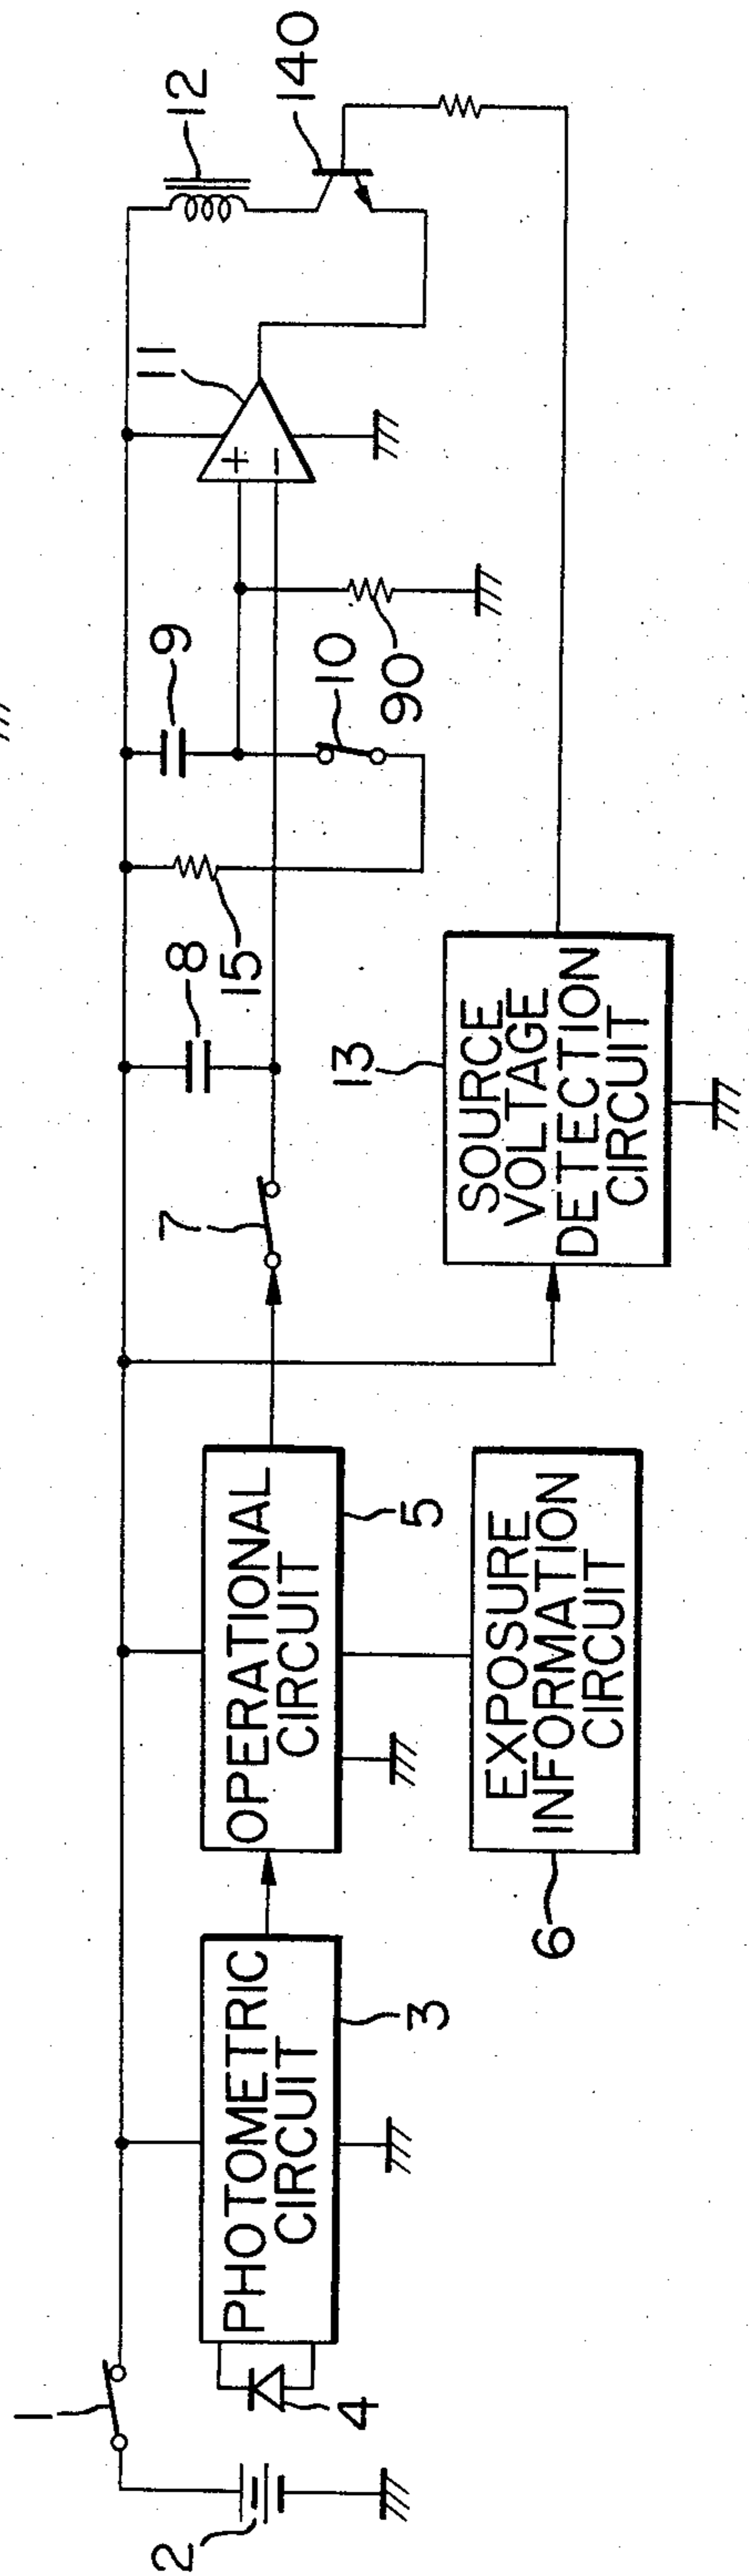 1
2
PHOTOMETRIC
CIRCUIT
3
4
OPERATIONAL
CIRCUIT
5
EXPOSURE
INFORMATION
CIRCUIT
6
7
8
15
9
10
90
11
+
−
12
140
13
SOURCE
VOLTAGE
DETECTION
CIRCUIT